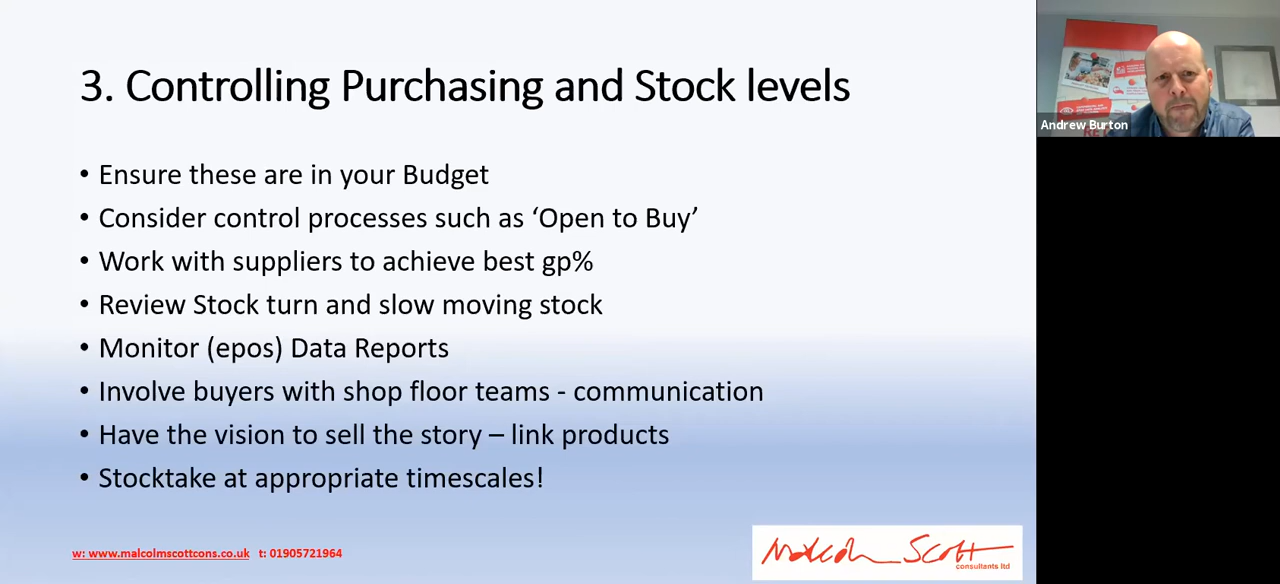 3. Controlling Purchasing and Stock levels
• Ensure these are in your Budget
• Consider control processes such as ‘Open to Buy’
• Work with suppliers to achieve best gp%
• Review Stock turn and slow moving stock
• Monitor (epos) Data Reports
• Involve buyers with shop floor teams - communication
• Have the vision to sell the story – link products
• Stocktake at appropriate timescales!
w: www.malcolmscottcons.co.uk t: 01905721964
Malcolm Scott
consultants ltd
Andrew Burton